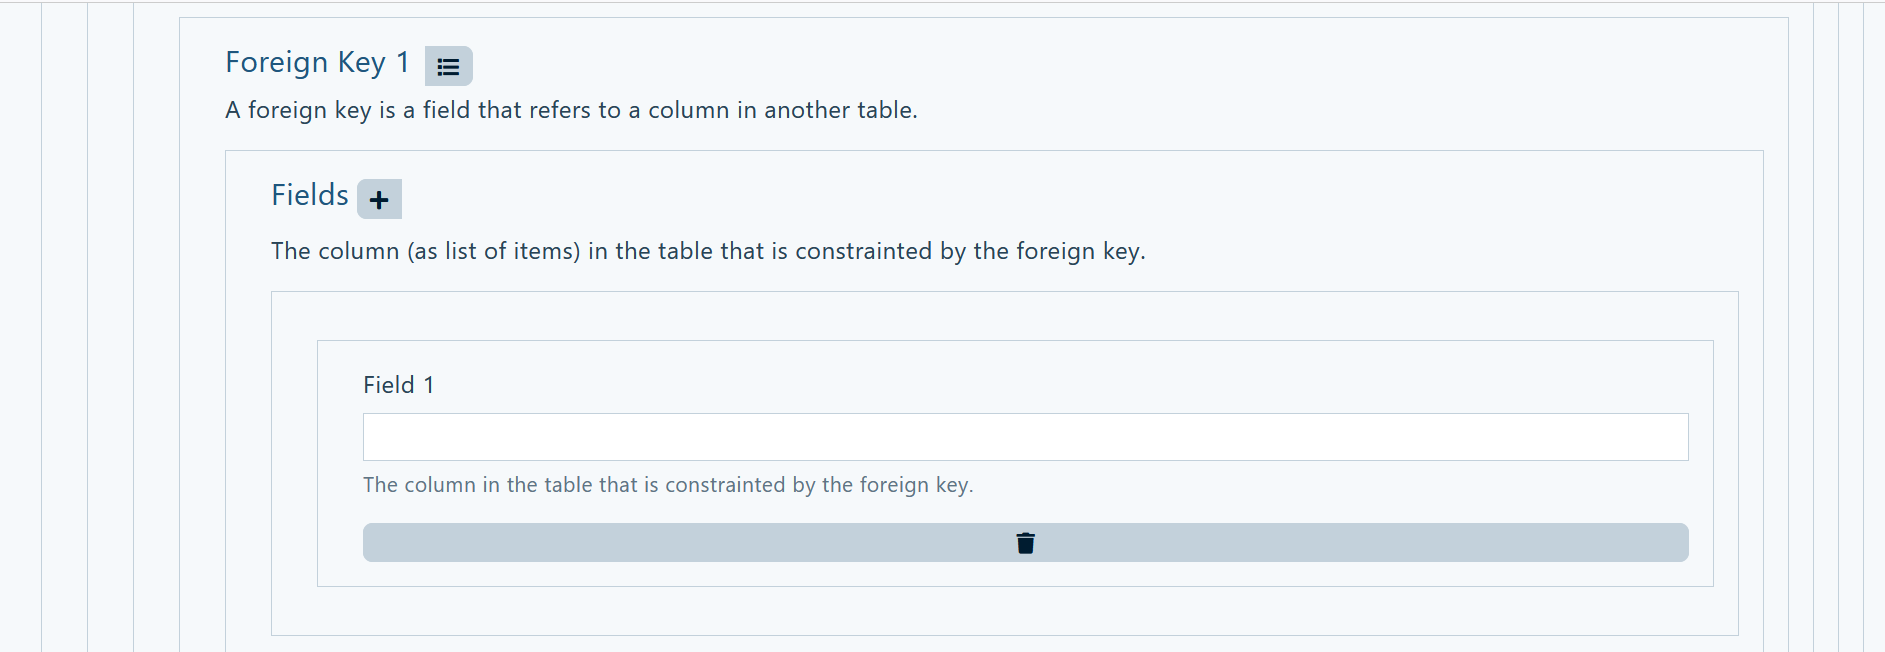 Foreign Key 1
A foreign key is a field that refers to a column in another table.
Fields
The column (as list of items) in the table that is constrainted by the foreign key.
Field 1
The column in the table that is constrainted by the foreign key.